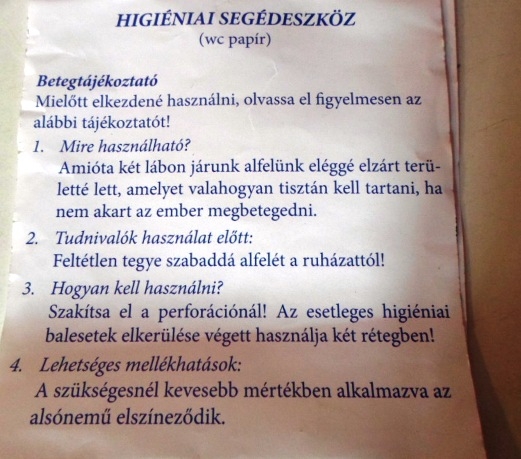 HIGIÉNIAI SEGÉDESZKÖZ
(wc papír)
Betegtájékoztató
Mielőtt elkezdené használni, olvassa el figyelmesen az
alábbi tájékoztatót!
1. Mire használható?
Amióta két lábon járunk alfelünk eléggé elzárt terü-
letté lett, amelyet valahogyan tisztán kell tartani, ha
nem akart az ember megbetegedni.
2. Tudnivalók használat előtt:
Feltétlen tegye szabaddá alfelét a ruházattól!
3. Hogyan kell használni?
Szakítsa el a perforációnál! Az esetleges higiéniai
balesetek elkerülése végett használja két rétegben!
4. Lehetséges mellékhatások:
A szükségesnél kevesebb mértékben alkalmazva az
alsónemű elszíneződik.